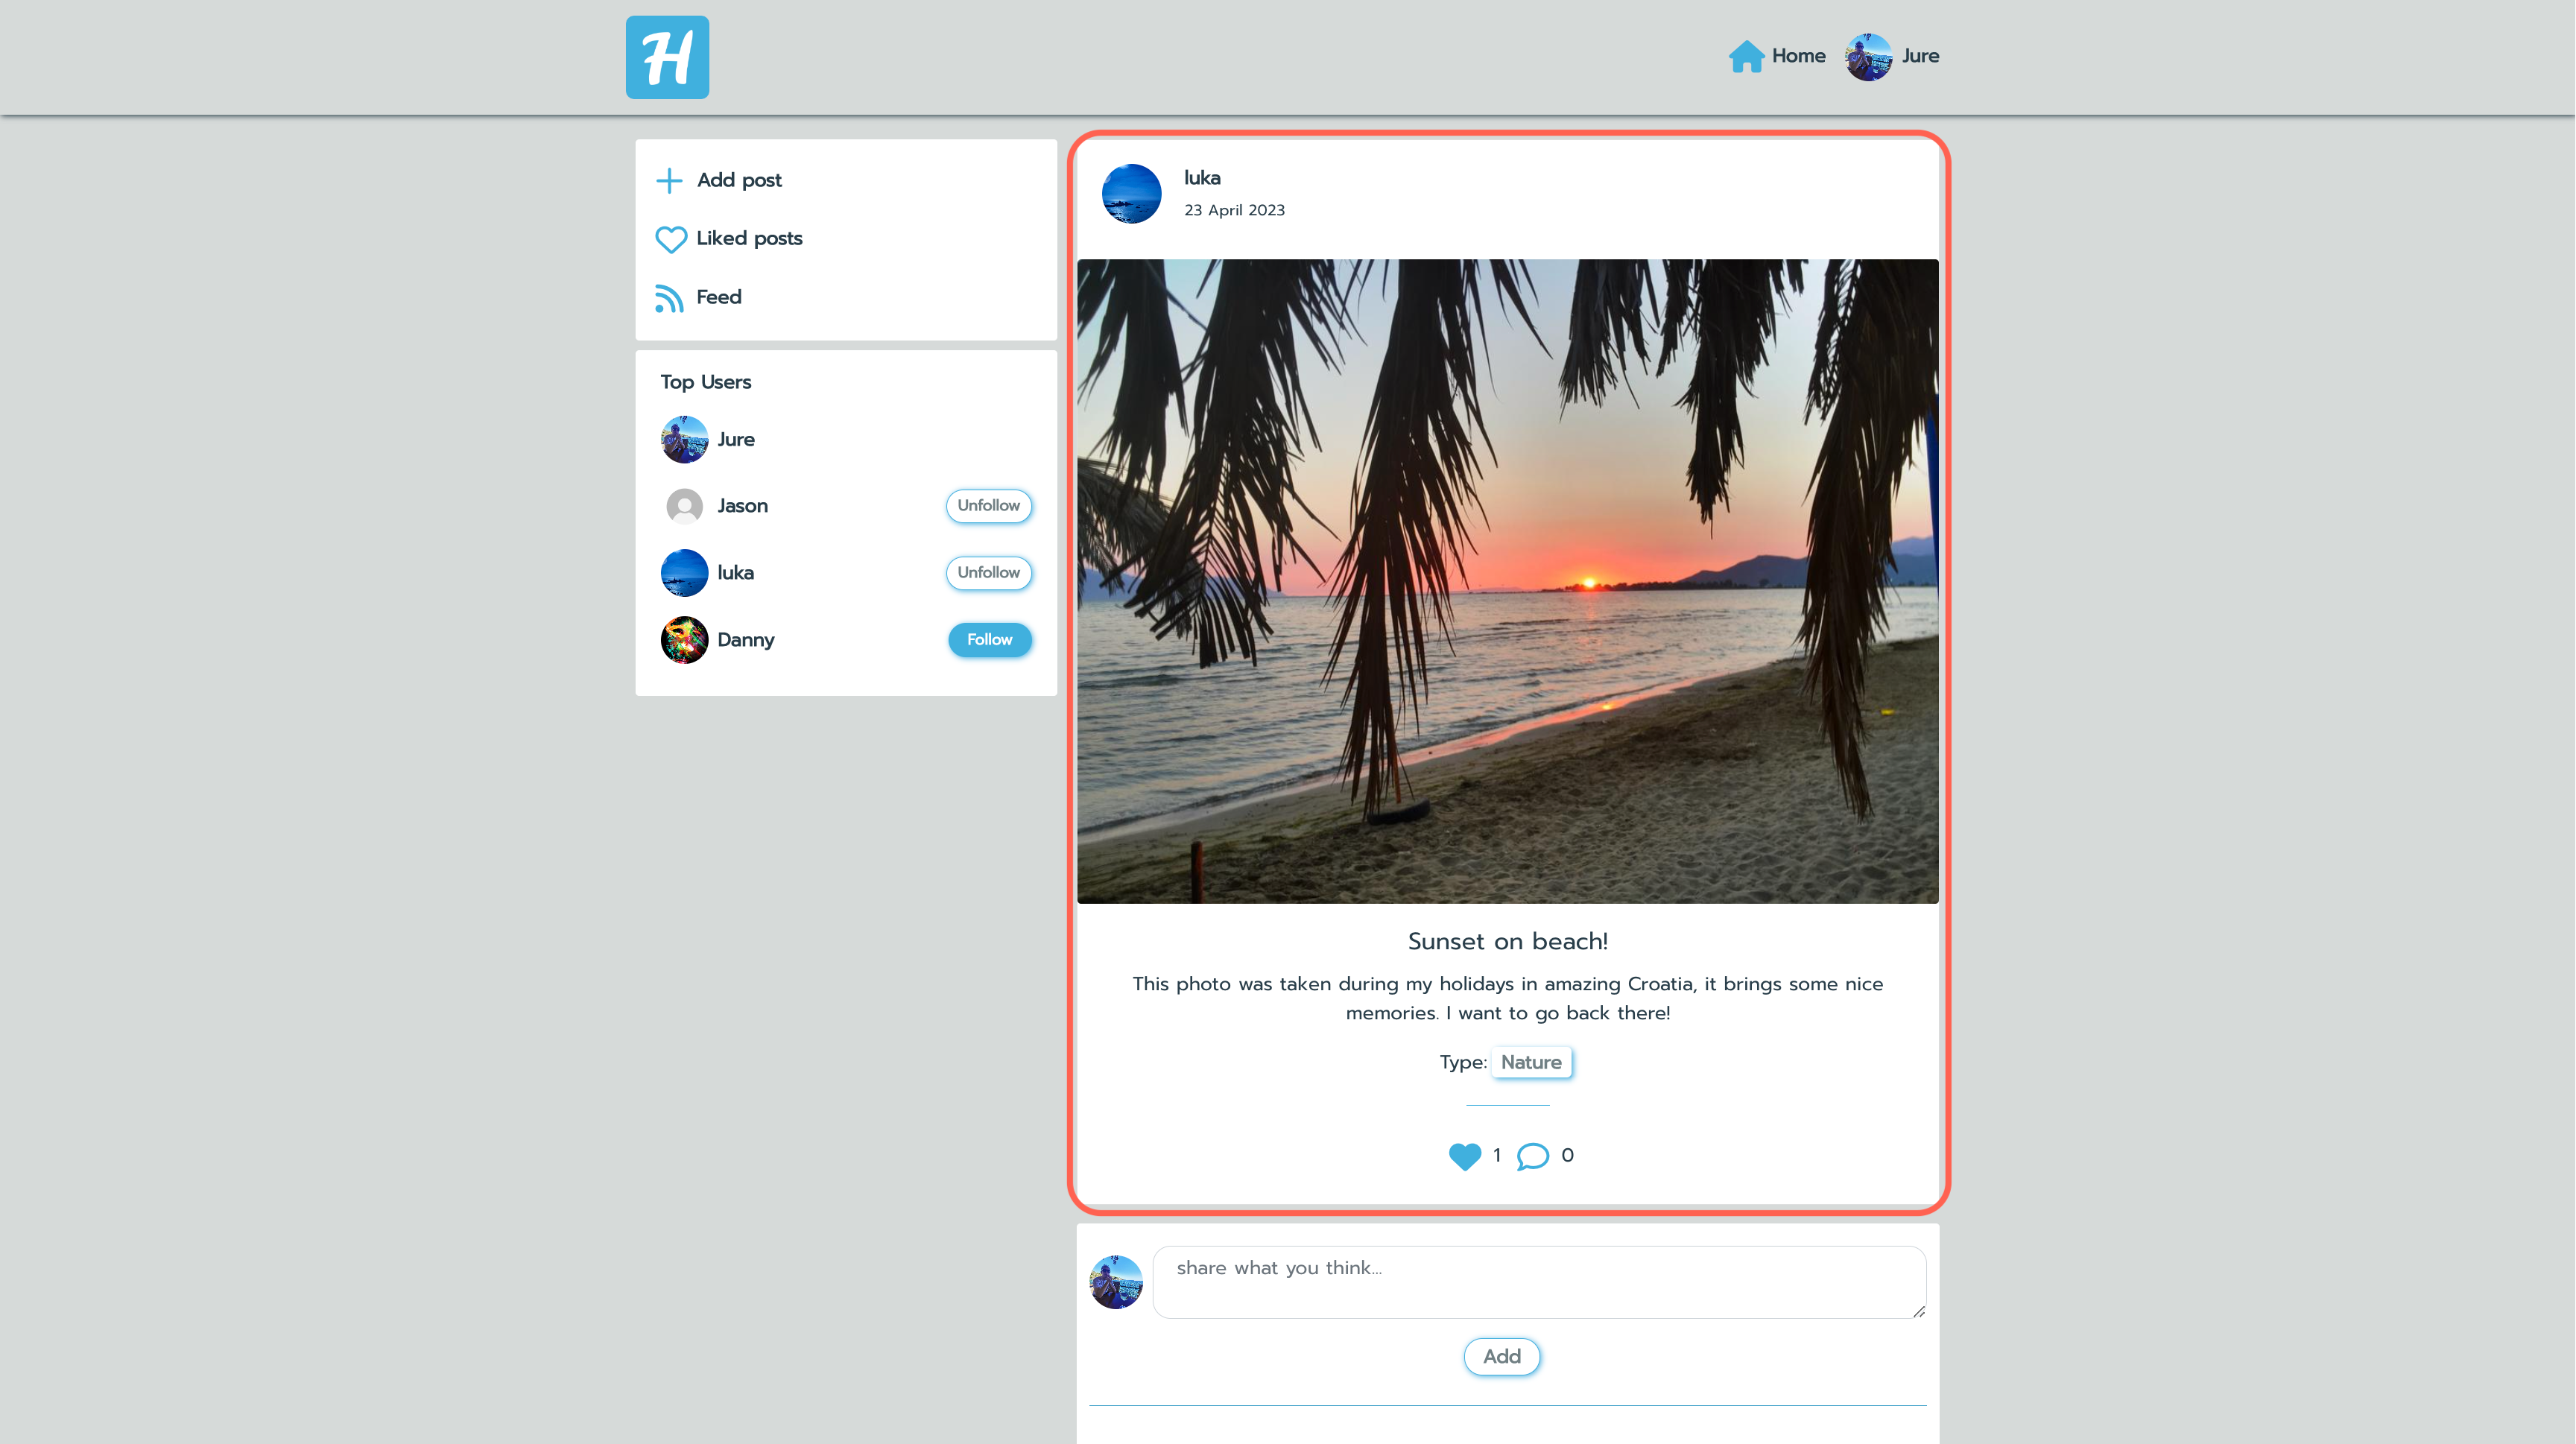 H
Home
Jure
Add post
Liked posts
Feed
Top Users
Jure
Jason
Unfollow
luka
Unfollow
Danny
Follow
luka
23 April 2023
Sunset on beach!
This photo was taken during my holidays in amazing Croatia, it brings some nice
memories. I want to go back there!
Type: Nature
1
0
share what you think...
Add